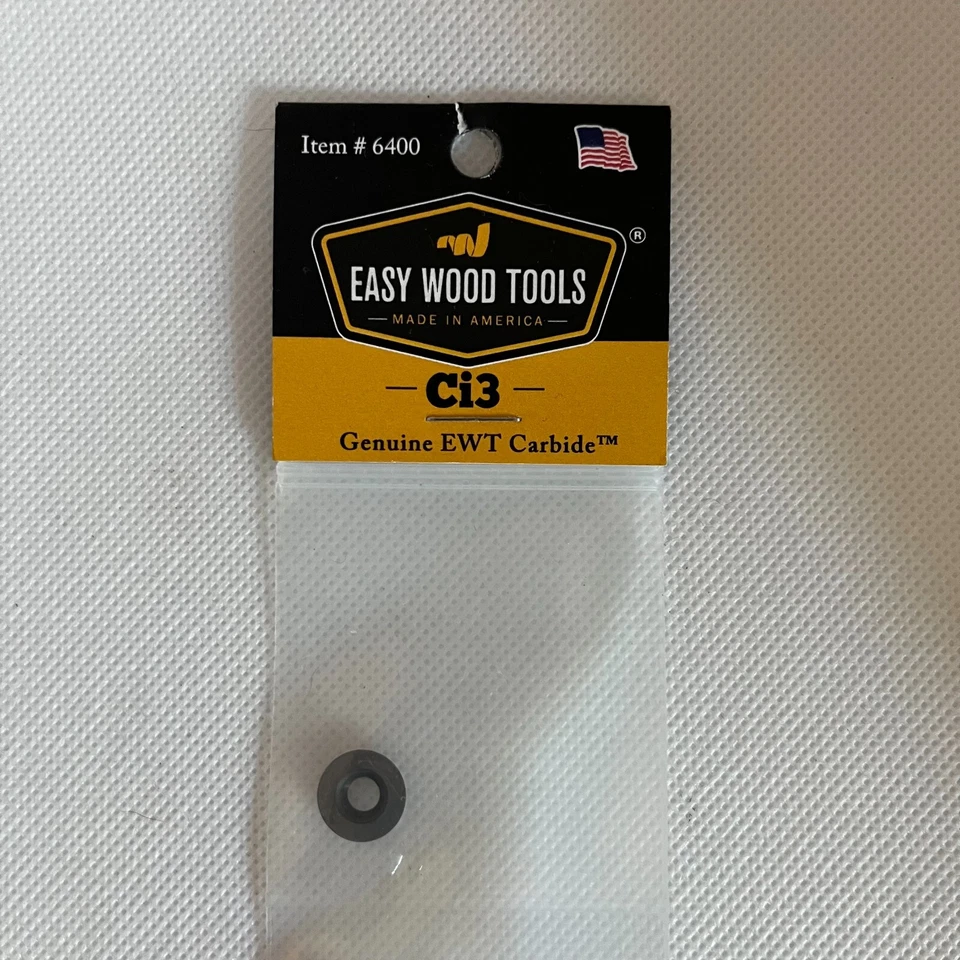 Item # 6400
®
EASY WOOD TOOLS
MADE IN AMERICA
Ci3
Genuine EWT Carbide™